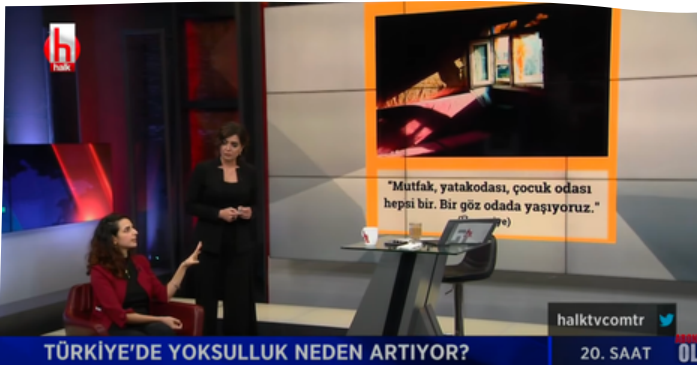 h
halk
"Mutfak, yatakodası, çocuk odası
hepsi bir. Bir göz odada yaşıyoruz."
halktvcomtr
TÜRKİYE'DE YOKSULLUK NEDEN ARTIYOR?
20. SAAT